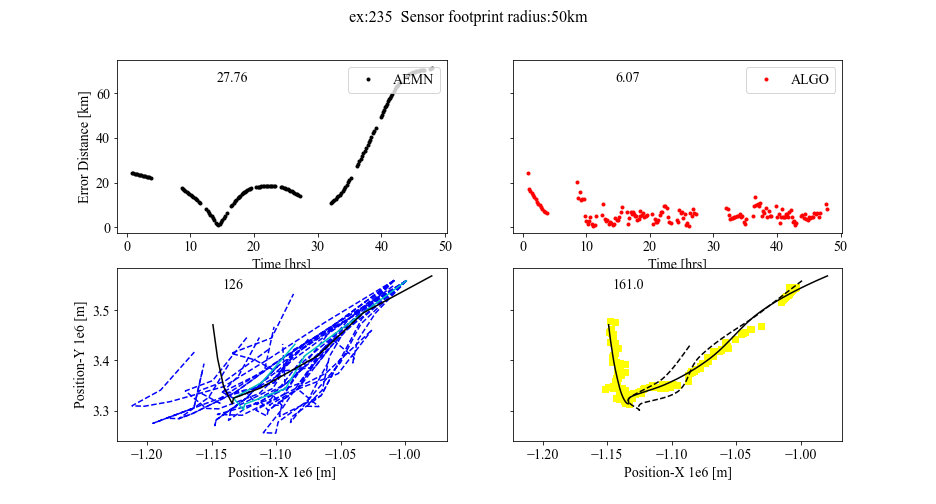 ex:235 Sensor footprint radius:50km
27.76
AEMN
6.07
ALGO
Error Distance [km]
60
40
20
0
0 10 20 30 40 50
0 10 20 30 40 50
Time [hrs]
Time [hrs]
126
161.0
Position-Y 1e6 [m]
3.5
3.4
3.3
−1.20 −1.15 −1.10 −1.05 −1.00
−1.20 −1.15 −1.10 −1.05 −1.00
Position-X 1e6 [m]
Position-X 1e6 [m]